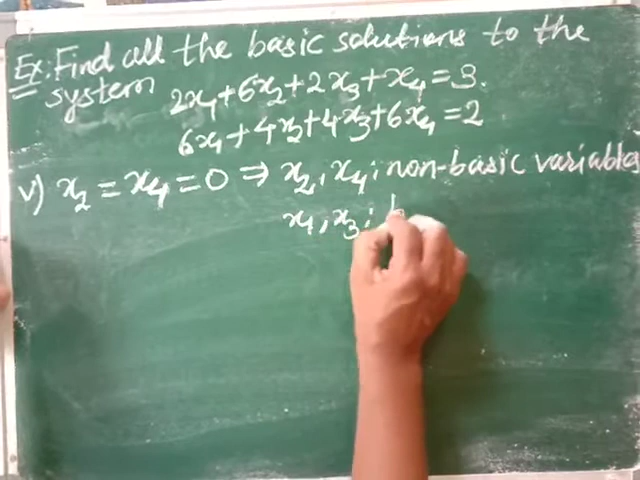 Ex: Find all the basic solutions to the
system 2x₁+6x₂+2x₃+x₄=3.
6x₁+4x₂+4x₃+6x₄=2
v) x₂=x₄=0 ⇒ x₂, x₄: non-basic variables
x₁, x₃: b